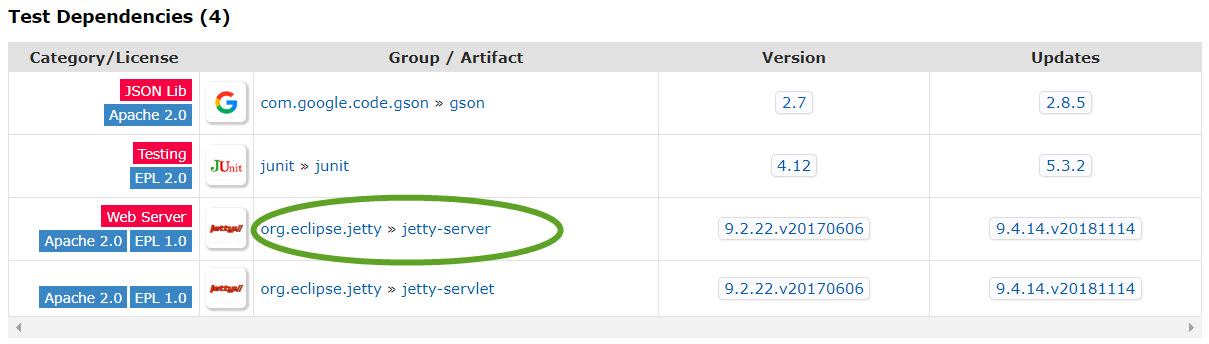 Test Dependencies (4)
Category/License Group / Artifact Version Updates
JSON Lib
Apache 2.0
G com.google.code.gson » gson 2.7 2.8.5
Testing
EPL 2.0
JUnit junit » junit 4.12 5.3.2
Web Server
Apache 2.0 EPL 1.0
jetty:// org.eclipse.jetty » jetty-server 9.2.22.v20170606 9.4.14.v20181114
Apache 2.0 EPL 1.0
jetty:// org.eclipse.jetty » jetty-servlet 9.2.22.v20170606 9.4.14.v20181114